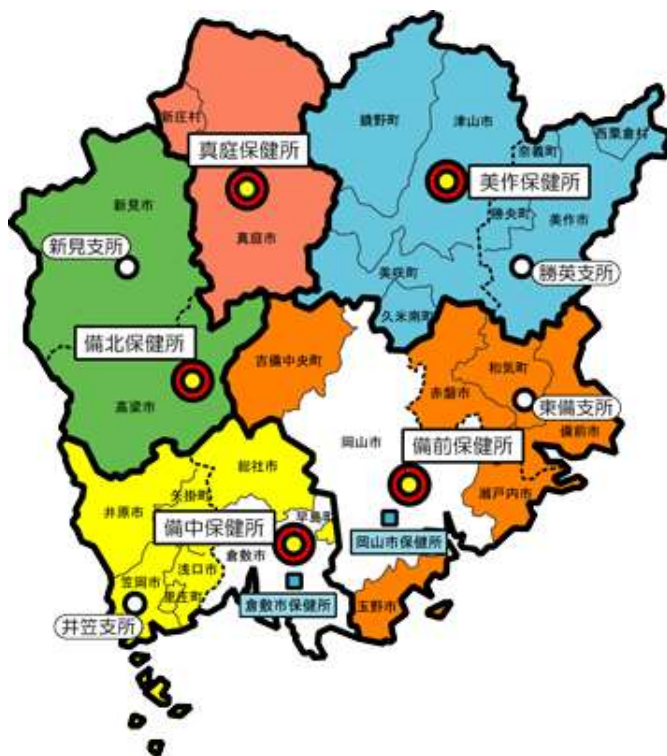 新庄村
真庭保健所
真庭市
鏡野町
津山市
西粟倉村
奈義町
美作保健所
勝央町
美作市
美咲町
久米南町
勝英支所
新見市
新見支所
備北保健所
高梁市
吉備中央町
和気町
赤磐市
東備支所
備前市
岡山市
備前保健所
瀬戸内市
岡山市保健所
玉野市
総社市
井原市
矢掛町
早島町
備中保健所
倉敷市
浅口市
笠岡市
里庄町
倉敷市保健所
井笠支所